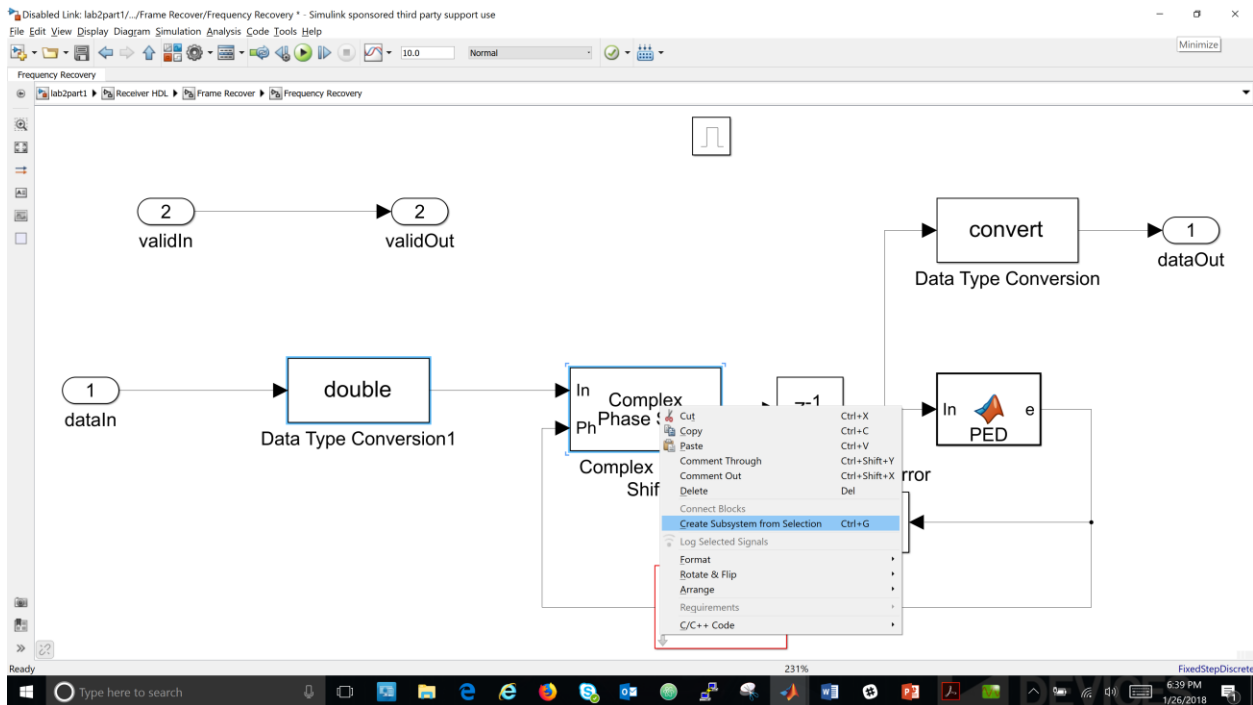 Disabled Link: lab2part1/.../Frame Recover/Frequency Recovery * - Simulink sponsored third party support use
File Edit View Display Diagram Simulation Analysis Code Tools Help
10.0 Normal
Minimize
Frequency Recovery
lab2part1 Receiver HDL Frame Recover Frequency Recovery
2
validIn
2
validOut
convert
Data Type Conversion
1
dataOut
1
dataIn
double
Data Type Conversion1
In
Ph
Complex
Phase
Complex
Shif
In
e
PED
rror
Cut Ctrl+X
Copy Ctrl+C
Paste Ctrl+V
Comment Through Ctrl+Shift+Y
Comment Out Ctrl+Shift+X
Delete Del
Connect Blocks
Create Subsystem from Selection Ctrl+G
Log Selected Signals
Format
Rotate & Flip
Arrange
Requirements
C/C++ Code
Ready
231%
FixedStepDiscrete
Type here to search
DEVICES
6:39 PM
1/26/2018